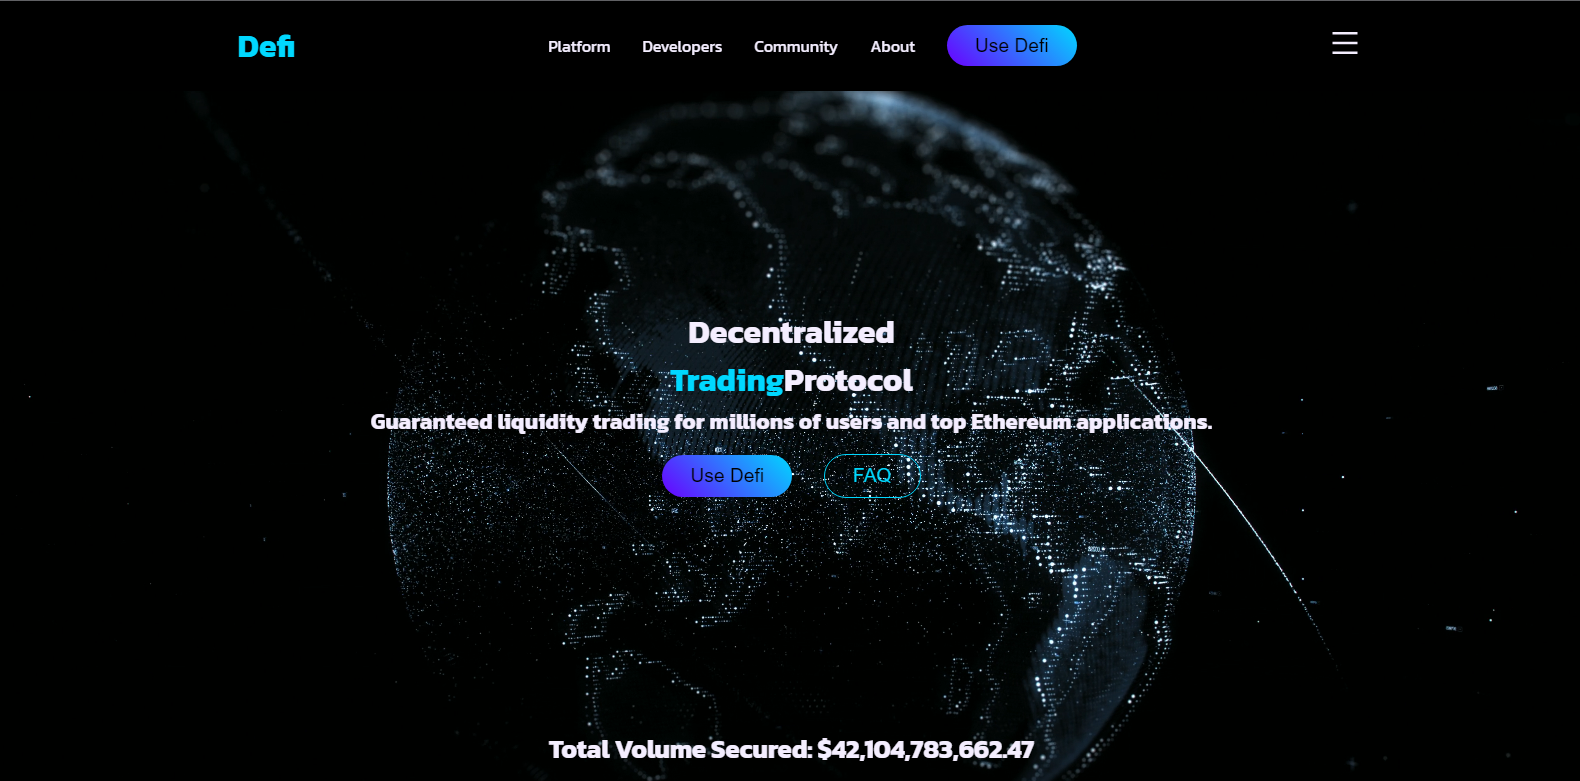 Defi
Platform Developers Community About Use Defi
Decentralized
TradingProtocol
Guaranteed liquidity trading for millions of users and top Ethereum applications.
Use Defi FAQ
Total Volume Secured: $42,104,783,662.47